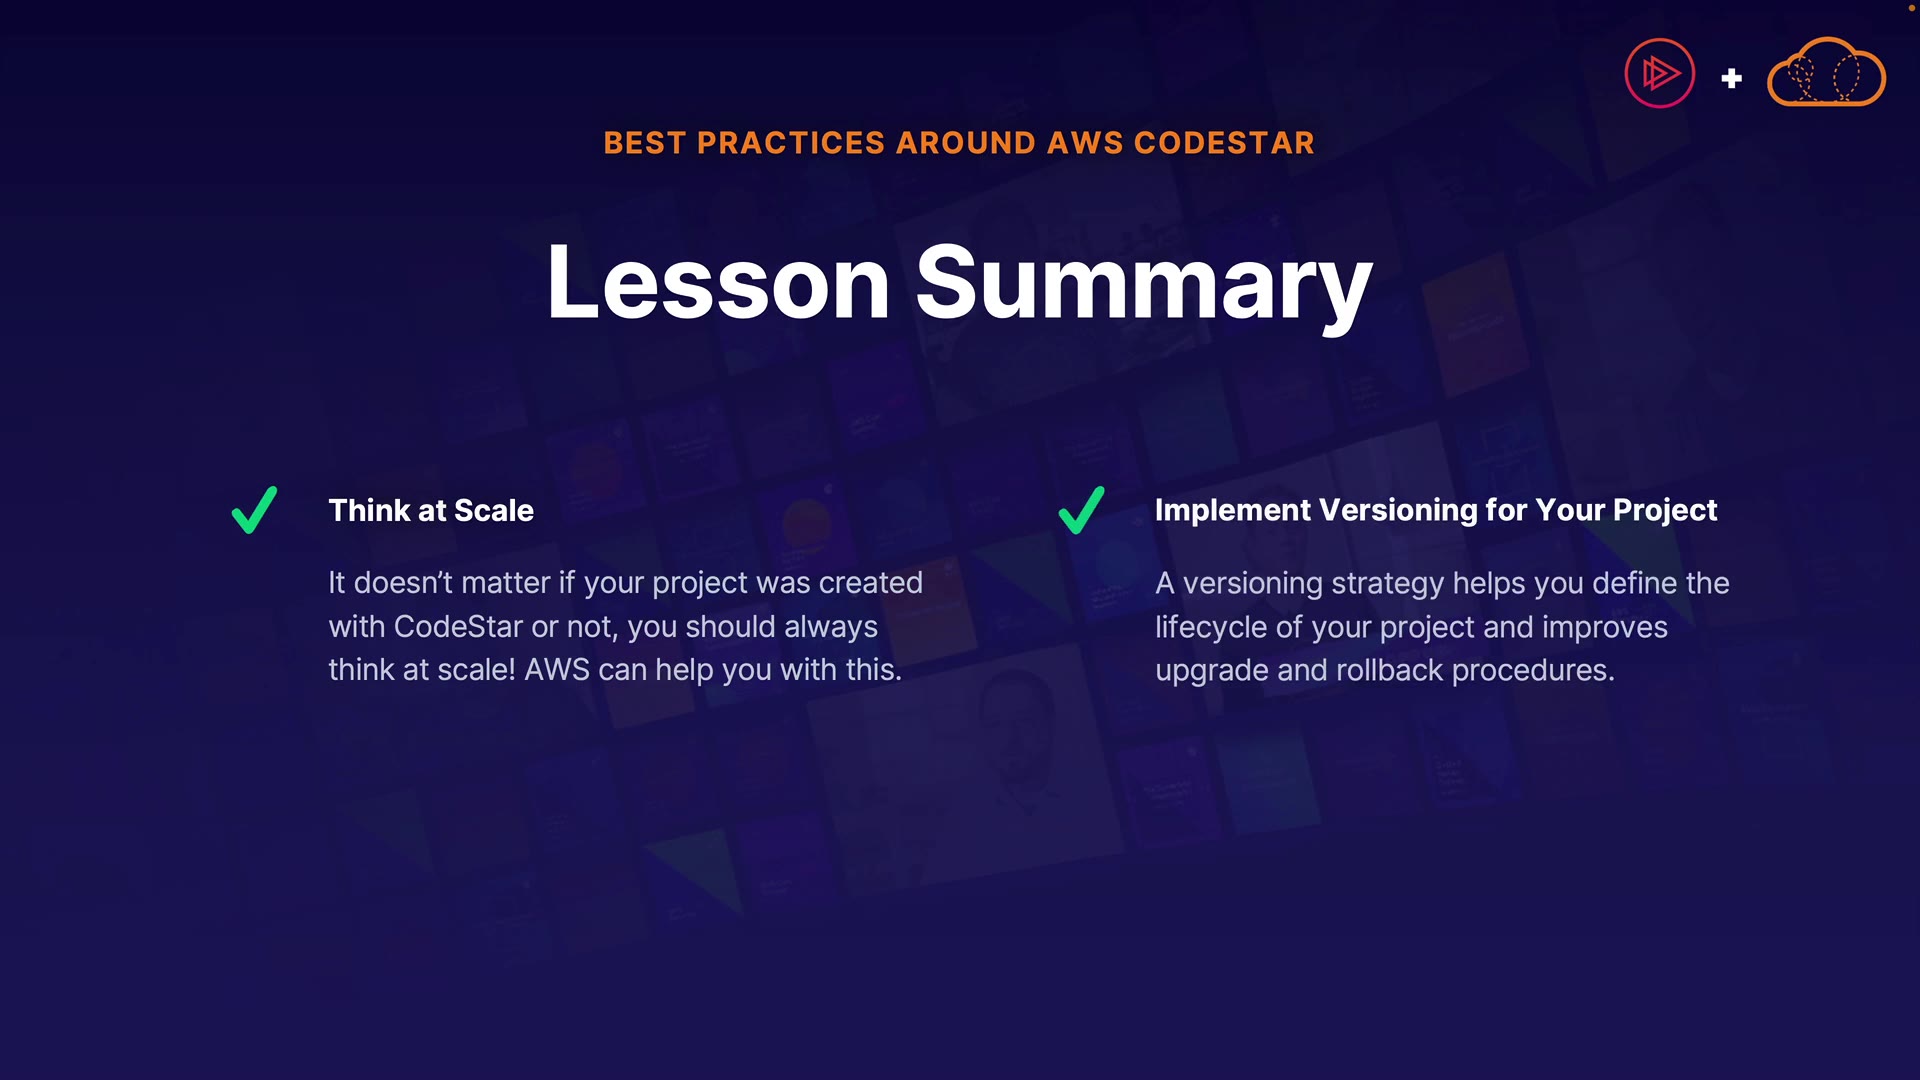 BEST PRACTICES AROUND AWS CODESTAR
Lesson Summary
Think at Scale
It doesn’t matter if your project was created
with CodeStar or not, you should always
think at scale! AWS can help you with this.
Implement Versioning for Your Project
A versioning strategy helps you define the
lifecycle of your project and improves
upgrade and rollback procedures.